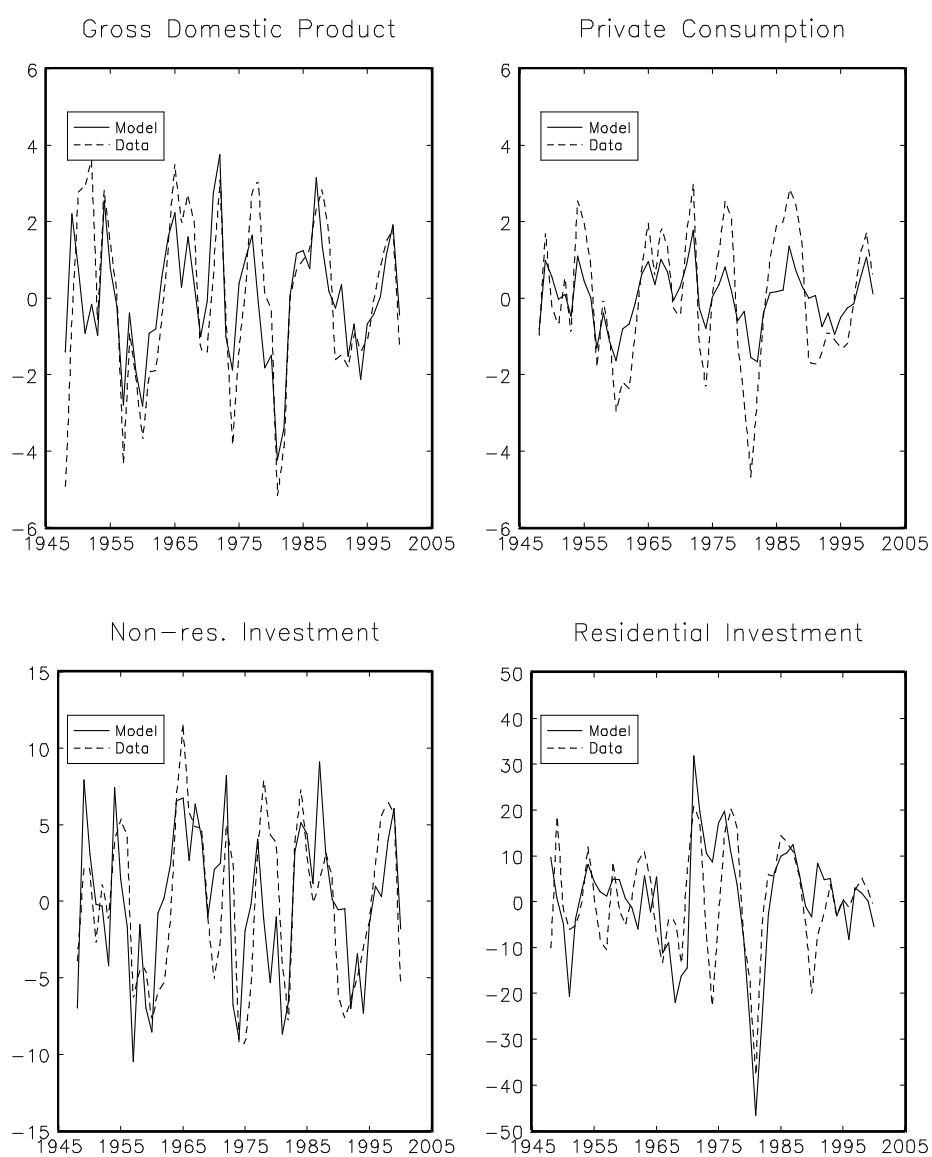 Gross Domestic Product
6
4
2
0
−2
−4
−6
1945 1955 1965 1975 1985 1995 2005
Model
Data
Private Consumption
6
4
2
0
−2
−4
−6
1945 1955 1965 1975 1985 1995 2005
Model
Data
Non−res. Investment
15
10
5
0
−5
−10
−15
1945 1955 1965 1975 1985 1995 2005
Model
Data
Residential Investment
50
40
30
20
10
0
−10
−20
−30
−40
−50
1945 1955 1965 1975 1985 1995 2005
Model
Data